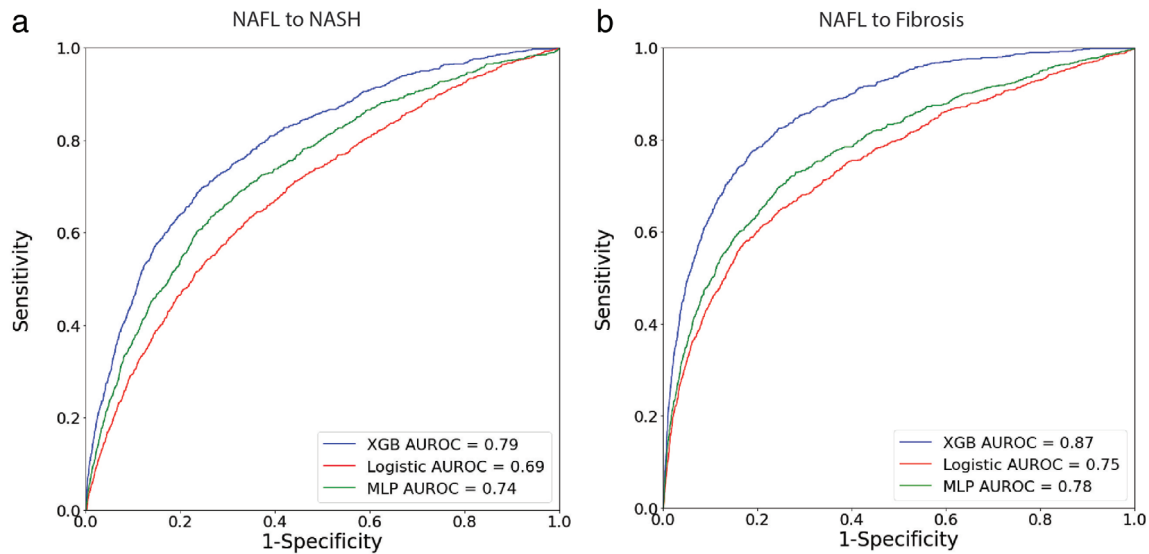 a
NAFL to NASH
1.0
0.8
0.6
0.4
0.2
0.0
Sensitivity
XGB AUROC = 0.79
Logistic AUROC = 0.69
MLP AUROC = 0.74
0.0 0.2 0.4 0.6 0.8 1.0
1-Specificity
b
NAFL to Fibrosis
1.0
0.8
0.6
0.4
0.2
0.0
Sensitivity
XGB AUROC = 0.87
Logistic AUROC = 0.75
MLP AUROC = 0.78
0.0 0.2 0.4 0.6 0.8 1.0
1-Specificity